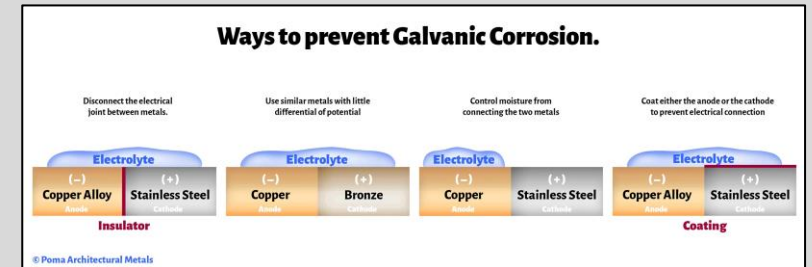 Ways to prevent Galvanic Corrosion.
Disconnect the electrical
joint between metals.
Electrolyte
(-) (+)
Copper Alloy Stainless Steel
Anode Cathode
Insulator
Use similar metals with little
differential of potential
Electrolyte
(-) (+)
Copper Bronze
Anode Cathode
Control moisture from
connecting the two metals
Electrolyte
(-) (+)
Copper Stainless Steel
Anode Cathode
Coat either the anode or the cathode
to prevent electrical connection
Electrolyte
(-) (+)
Copper Alloy Stainless Steel
Anode Cathode
Coating
© Poma Architectural Metals